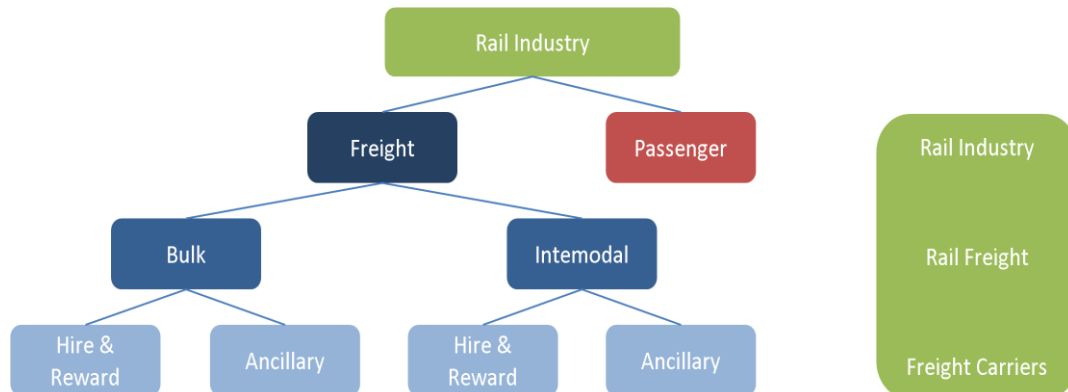 Rail Industry
Freight
Passenger
Rail Industry
Bulk
Intemodal
Rail Freight
Hire &
Reward
Ancillary
Hire &
Reward
Ancillary
Freight Carriers